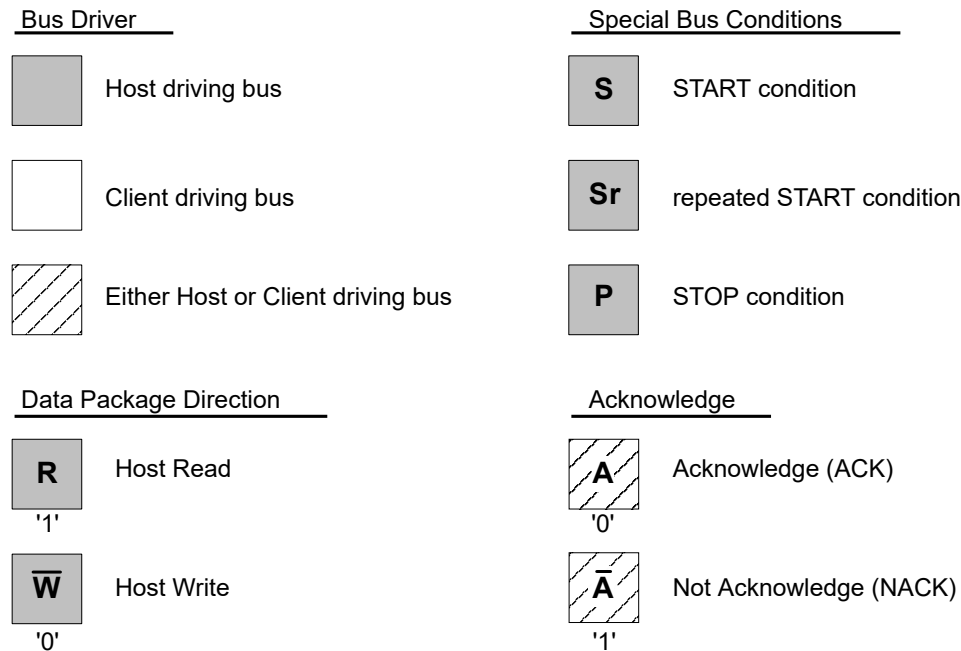 Bus Driver
Host driving bus
Client driving bus
Either Host or Client driving bus
Special Bus Conditions
S START condition
Sr repeated START condition
P STOP condition
Data Package Direction
R Host Read
'1'
W̅ Host Write
'0'
Acknowledge
A Acknowledge (ACK)
'0'
A̅ Not Acknowledge (NACK)
'1'